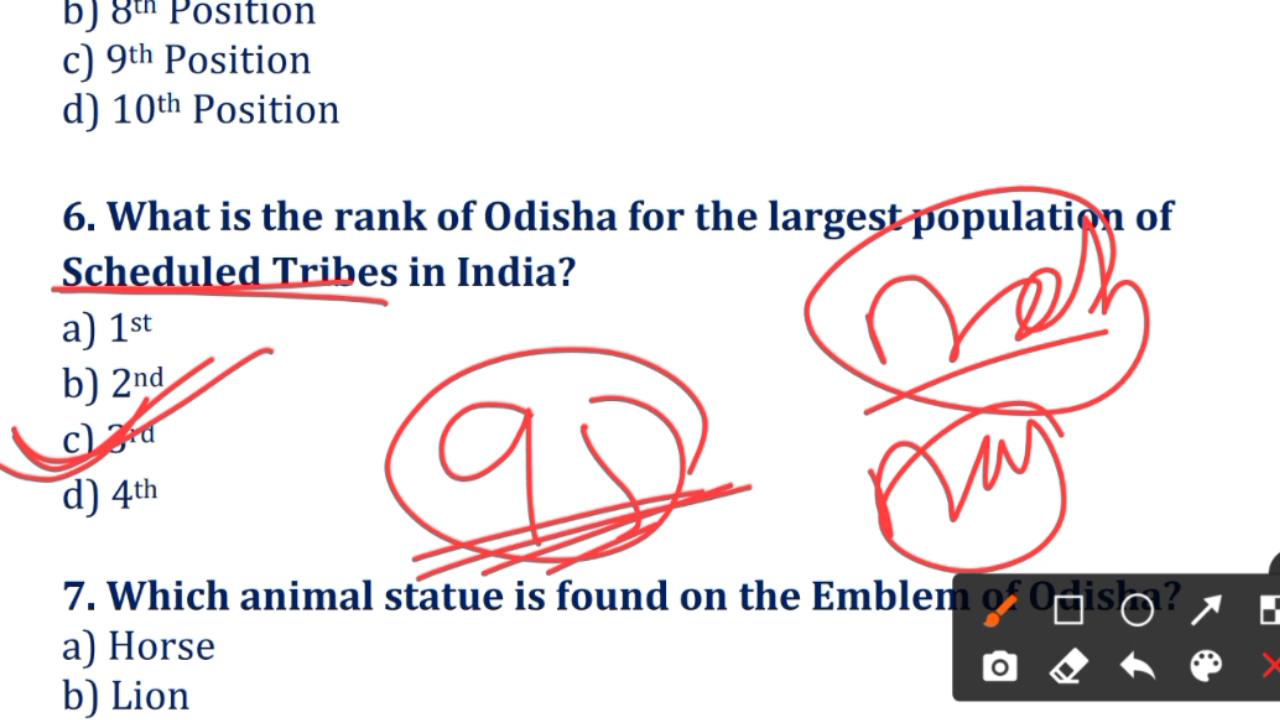 b) 8th Position
c) 9th Position
d) 10th Position
6. What is the rank of Odisha for the largest population of
Scheduled Tribes in India?
a) 1st
b) 2nd
c) 3rd
d) 4th
7. Which animal statue is found on the Emblem of Odisha?
a) Horse
b) Lion